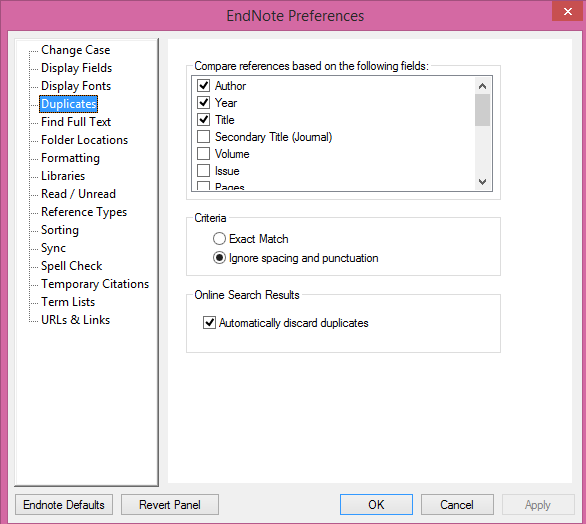 EndNote Preferences
Change Case
Display Fields
Display Fonts
Duplicates
Find Full Text
Folder Locations
Formatting
Libraries
Read / Unread
Reference Types
Sorting
Sync
Spell Check
Temporary Citations
Term Lists
URLs & Links
Compare references based on the following fields:
Author
Year
Title
Secondary Title (Journal)
Volume
Issue
Pages
Criteria
Exact Match
Ignore spacing and punctuation
Online Search Results
Automatically discard duplicates
Endnote Defaults
Revert Panel
OK
Cancel
Apply